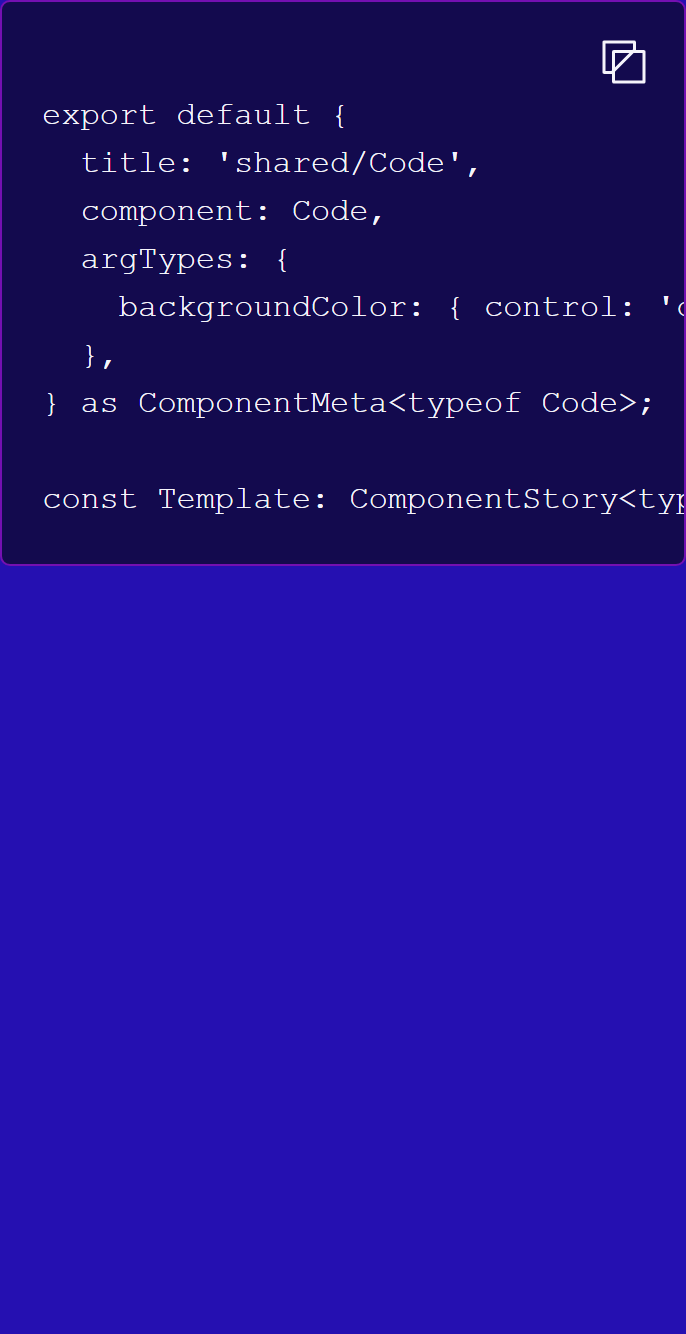 export default {
  title: 'shared/Code',
  component: Code,
  argTypes: {
    backgroundColor: { control: '
  },
} as ComponentMeta<typeof Code>;
const Template: ComponentStory<typ